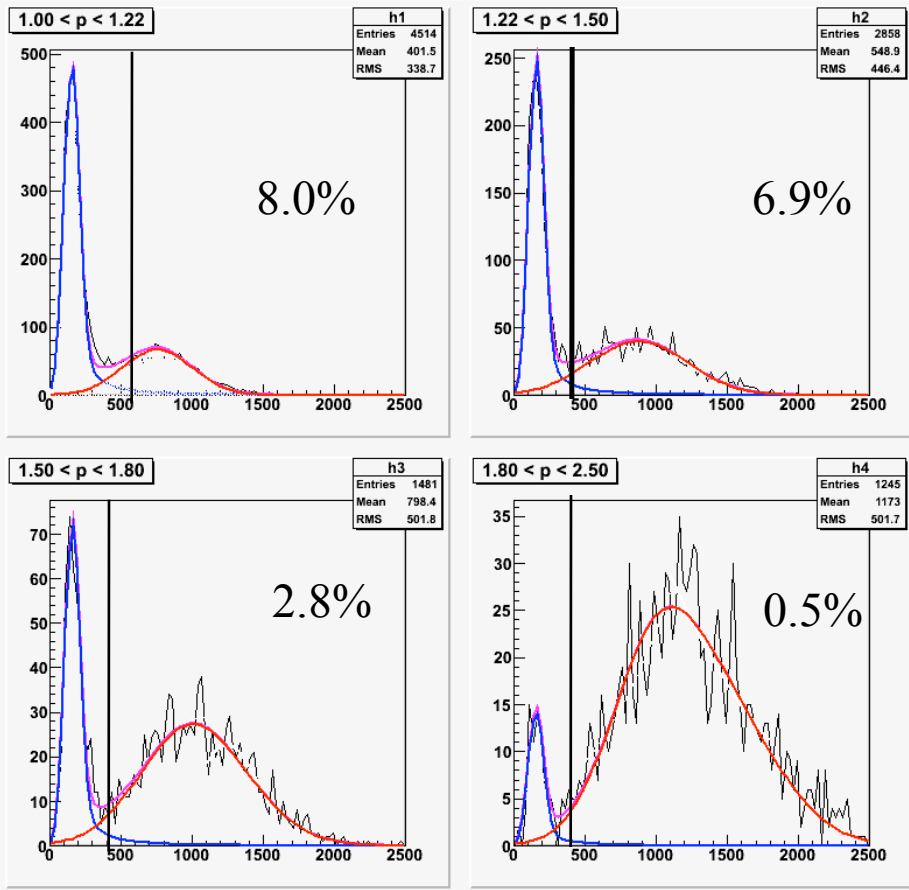 1.00 < p < 1.22
h1
Entries 4514
Mean 401.5
RMS 338.7
500
400
300
200
100
0
8.0%
0 500 1000 1500 2000 2500
1.22 < p < 1.50
h2
Entries 2858
Mean 548.9
RMS 446.4
250
200
150
100
50
0
6.9%
0 500 1000 1500 2000 2500
1.50 < p < 1.80
h3
Entries 1481
Mean 798.4
RMS 501.8
70
60
50
40
30
20
10
0
2.8%
0 500 1000 1500 2000 2500
1.80 < p < 2.50
h4
Entries 1245
Mean 1173
RMS 501.7
35
30
25
20
15
10
5
0
0.5%
0 500 1000 1500 2000 2500